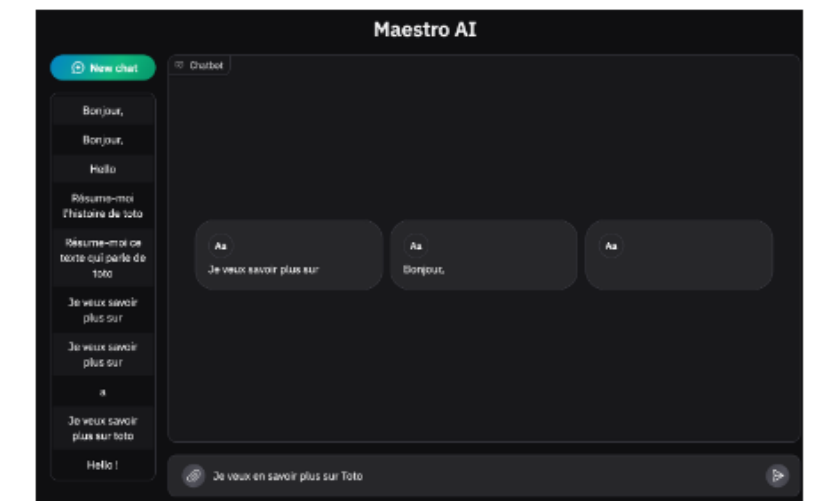 Maestro AI
New chat
Chatbot
Bonjour,
Bonjour,
Hello
Résume-moi
l'histoire de toto
Résume-moi ce
texte qui parle de
toto
Je veux savoir
plus sur
Je veux savoir
plus sur
a
Je veux savoir
plus sur toto
Hello !
Aa
Je veux savoir plus sur
Aa
Bonjour,
Aa
Je veux en savoir plus sur Toto